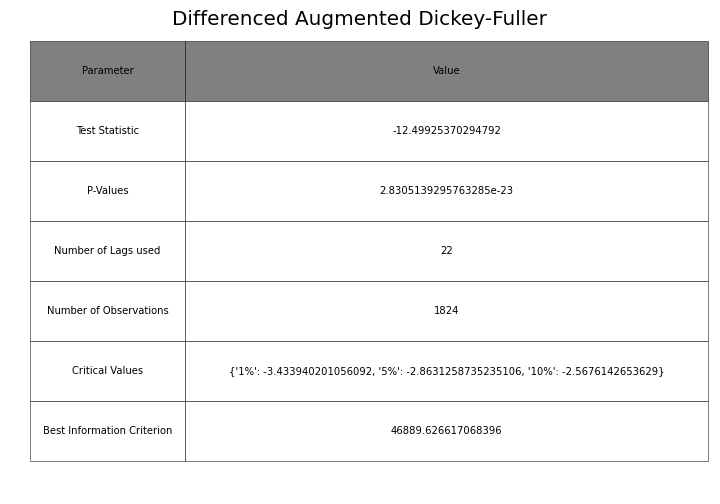 Differenced Augmented Dickey-Fuller
Parameter Value
Test Statistic -12.49925370294792
P-Values 2.8305139295763285e-23
Number of Lags used 22
Number of Observations 1824
Critical Values {'1%': -3.433940201056092, '5%': -2.8631258735235106, '10%': -2.5676142653629}
Best Information Criterion 46889.626617068396